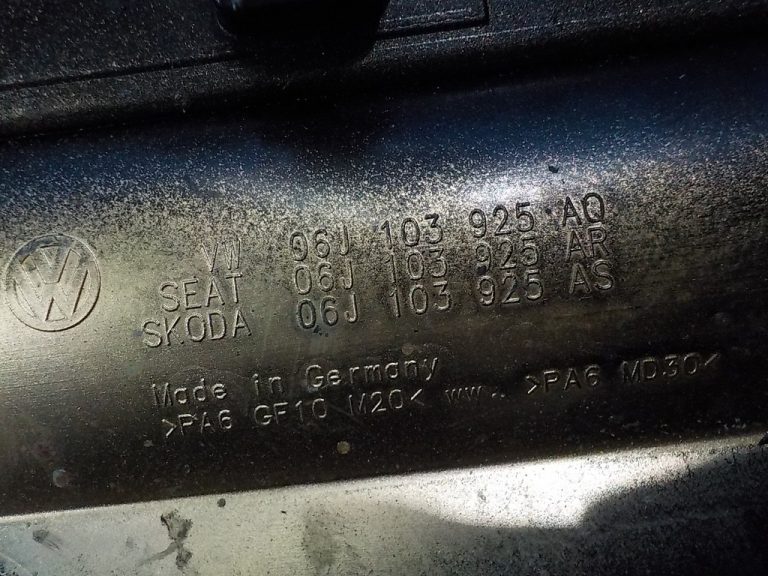 VW 06J 103 925 AQ
SEAT 06J 103 925 AR
SKODA 06J 103 925 AS
Made in Germany
>PA6 GF10 M20< ww.. >PA6 MD30<